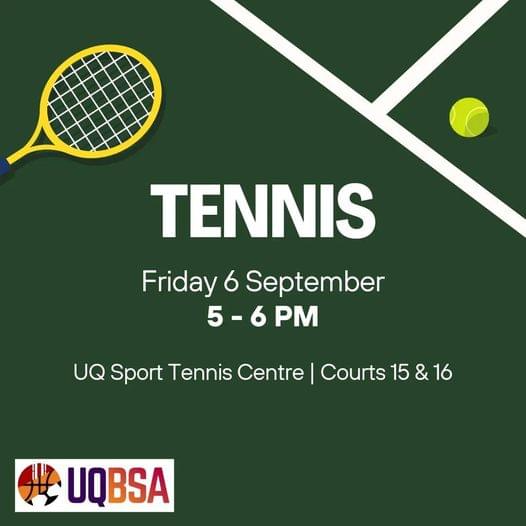 TENNIS
Friday 6 September
5 - 6 PM
UQ Sport Tennis Centre | Courts 15 & 16
UQBSA